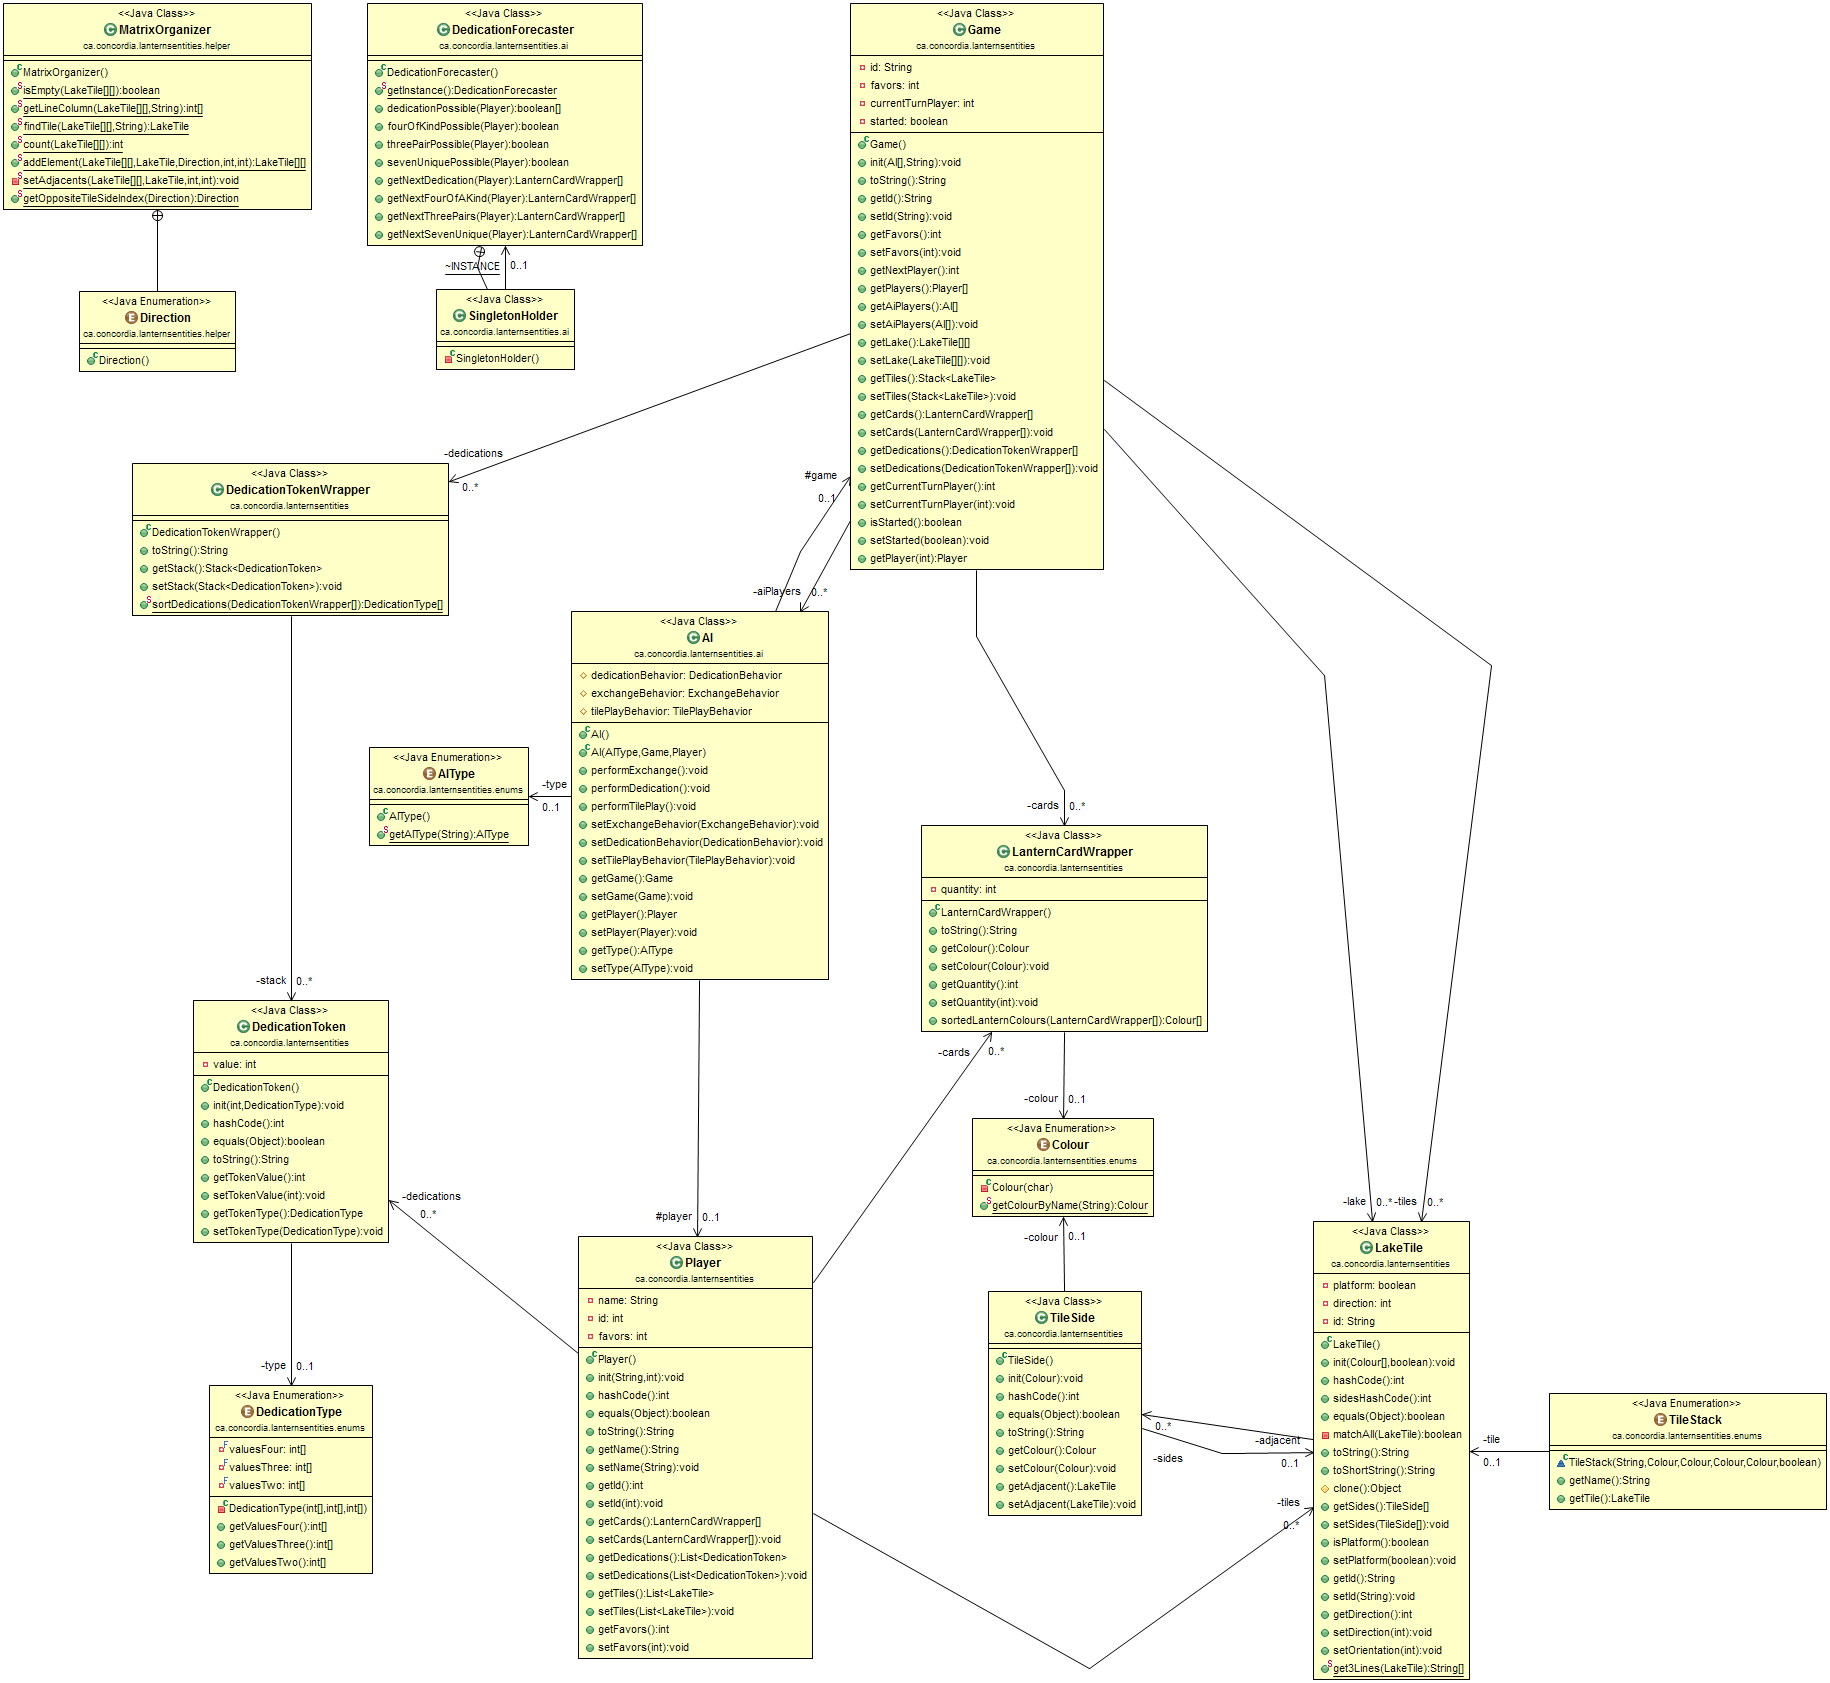 <<Java Class>>
MatrixOrganizer
ca.concordia.lanternsentities.helper
MatrixOrganizer()
isEmpty(LakeTile[][]):boolean
getLineColumn(LakeTile[][],String):int[]
findTile(LakeTile[][],String):LakeTile
count(LakeTile[][]):int
addElement(LakeTile[][],LakeTile,Direction,int,int):LakeTile[][]
setAdjacents(LakeTile[][],LakeTile,int,int):void
getOppositeTileSideIndex(Direction):Direction
<<Java Class>>
DedicationForecaster
ca.concordia.lanternsentities.ai
DedicationForecaster()
getInstance():DedicationForecaster
dedicationPossible(Player):boolean[]
fourOfKindPossible(Player):boolean
threePairPossible(Player):boolean
sevenUniquePossible(Player):boolean
getNextDedication(Player):LanternCardWrapper[]
getNextFourOfAKind(Player):LanternCardWrapper[]
getNextThreePairs(Player):LanternCardWrapper[]
getNextSevenUnique(Player):LanternCardWrapper[]
<<Java Class>>
Game
ca.concordia.lanternsentities
id: String
favors: int
currentTurnPlayer: int
started: boolean
Game()
init(AI[],String):void
toString():String
getId():String
setId(String):void
getFavors():int
setFavors(int):void
getNextPlayer():int
getPlayers():Player[]
getAiPlayers():AI[]
setAiPlayers(AI[]):void
getLake():LakeTile[][]
setLake(LakeTile[][]):void
getTiles():Stack<LakeTile>
setTiles(Stack<LakeTile>):void
getCards():LanternCardWrapper[]
setCards(LanternCardWrapper[]):void
getDedications():DedicationTokenWrapper[]
setDedications(DedicationTokenWrapper[]):void
getCurrentTurnPlayer():int
setCurrentTurnPlayer(int):void
isStarted():boolean
setStarted(boolean):void
getPlayer(int):Player
~INSTANCE
0..1
<<Java Enumeration>>
Direction
ca.concordia.lanternsentities.helper
Direction()
<<Java Class>>
SingletonHolder
ca.concordia.lanternsentities.ai
SingletonHolder()
-dedications
0..*
<<Java Class>>
DedicationTokenWrapper
ca.concordia.lanternsentities
DedicationTokenWrapper()
toString():String
getStack():Stack<DedicationToken>
setStack(Stack<DedicationToken>):void
sortDedications(DedicationTokenWrapper[]):DedicationType[]
#game
0..1
-aiPlayers
0..*
<<Java Class>>
AI
ca.concordia.lanternsentities.ai
dedicationBehavior: DedicationBehavior
exchangeBehavior: ExchangeBehavior
tilePlayBehavior: TilePlayBehavior
AI()
AI(AIType,Game,Player)
performExchange():void
performDedication():void
performTilePlay():void
setExchangeBehavior(ExchangeBehavior):void
setDedicationBehavior(DedicationBehavior):void
setTilePlayBehavior(TilePlayBehavior):void
getGame():Game
setGame(Game):void
getPlayer():Player
setPlayer(Player):void
getType():AIType
setType(AIType):void
<<Java Enumeration>>
AIType
ca.concordia.lanternsentities.enums
AIType()
getAIType(String):AIType
-type
0..1
-cards
0..*
<<Java Class>>
LanternCardWrapper
ca.concordia.lanternsentities
quantity: int
LanternCardWrapper()
toString():String
getColour():Colour
setColour(Colour):void
getQuantity():int
setQuantity(int):void
sortedLanternColours(LanternCardWrapper[]):Colour[]
-stack
0..*
<<Java Class>>
DedicationToken
ca.concordia.lanternsentities
value: int
DedicationToken()
init(int,DedicationType):void
hashCode():int
equals(Object):boolean
toString():String
getTokenValue():int
setTokenValue(int):void
getTokenType():DedicationType
setTokenType(DedicationType):void
-cards
0..*
-colour
0..1
<<Java Enumeration>>
Colour
ca.concordia.lanternsentities.enums
Colour(char)
getColourByName(String):Colour
-colour
0..1
-dedications
0..*
#player
0..1
-lake
0..*
-tiles
0..*
<<Java Class>>
Player
ca.concordia.lanternsentities
name: String
id: int
favors: int
Player()
init(String,int):void
hashCode():int
equals(Object):boolean
toString():String
getName():String
setName(String):void
getId():int
setId(int):void
getCards():LanternCardWrapper[]
setCards(LanternCardWrapper[]):void
getDedications():List<DedicationToken>
setDedications(List<DedicationToken>):void
getTiles():List<LakeTile>
setTiles(List<LakeTile>):void
getFavors():int
setFavors(int):void
<<Java Class>>
TileSide
ca.concordia.lanternsentities
TileSide()
init(Colour):void
hashCode():int
equals(Object):boolean
toString():String
getColour():Colour
setColour(Colour):void
getAdjacent():LakeTile
setAdjacent(LakeTile):void
<<Java Class>>
LakeTile
ca.concordia.lanternsentities
platform: boolean
direction: int
id: String
LakeTile()
init(Colour[],boolean):void
hashCode():int
sidesHashCode():int
equals(Object):boolean
matchAll(LakeTile):boolean
toString():String
toShortString():String
clone():Object
getSides():TileSide[]
setSides(TileSide[]):void
isPlatform():boolean
setPlatform(boolean):void
getId():String
setId(String):void
getDirection():int
setDirection(int):void
setOrientation(int):void
get3Lines(LakeTile):String[]
-type
0..1
<<Java Enumeration>>
DedicationType
ca.concordia.lanternsentities.enums
valuesFour: int[]
valuesThree: int[]
valuesTwo: int[]
DedicationType(int[],int[],int[])
getValuesFour():int[]
getValuesThree():int[]
getValuesTwo():int[]
0..*
-sides
-adjacent
0..1
-tiles
0..*
-tile
0..1
<<Java Enumeration>>
TileStack
ca.concordia.lanternsentities.enums
TileStack(String,Colour,Colour,Colour,Colour,boolean)
getName():String
getTile():LakeTile